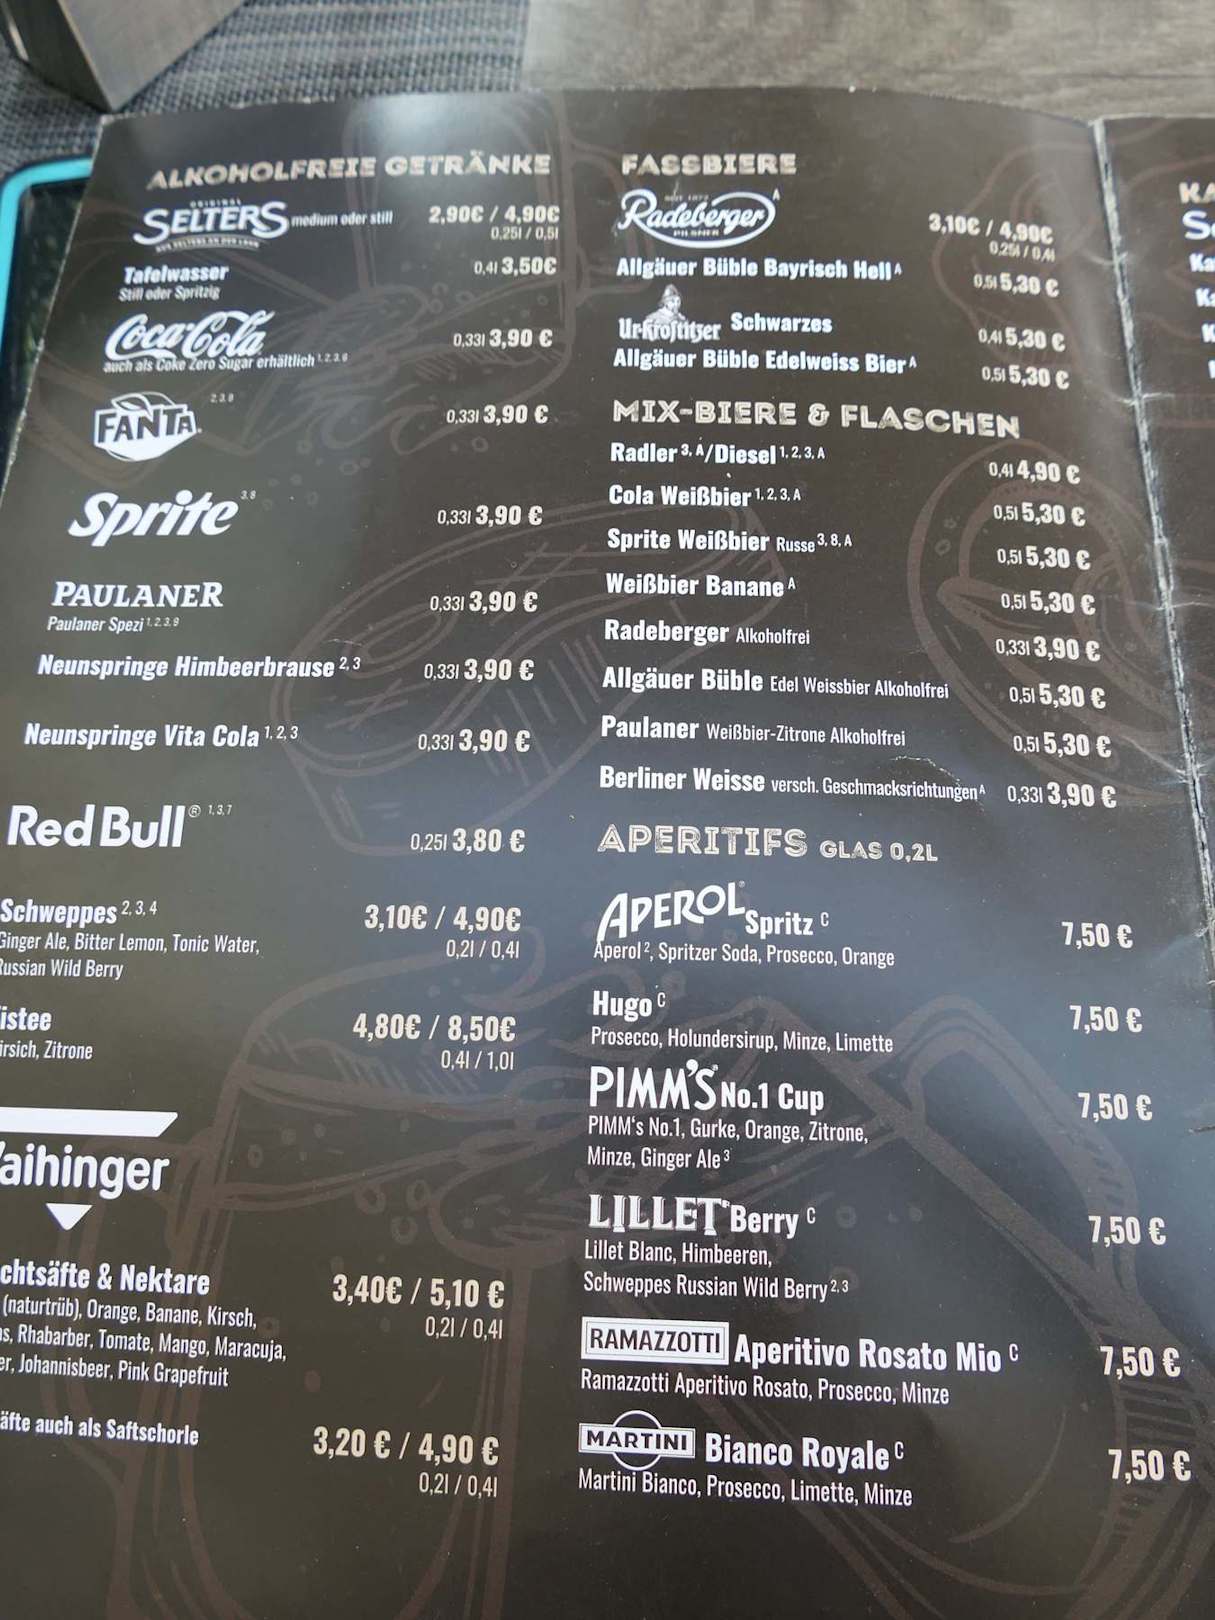 ALKOHOLFREIE GETRÄNKE
ORIGINAL
SELTERS medium oder still 2,90€ / 4,90€
0,25l / 0,5l
Tafelwasser 0,4l 3,50€
Still oder Spritzig
Coca-Cola 0,33l 3,90 €
auch als Coke Zero Sugar erhältlich 1,2,3,8
FANTA 2,3,8 0,33l 3,90 €
Sprite 3,8 0,33l 3,90 €
PAULANER 0,33l 3,90 €
Paulaner Spezi 1,2,3,9
Neunspringe Himbeerbrause 2,3 0,33l 3,90 €
Neunspringe Vita Cola 1,2,3 0,33l 3,90 €
Red Bull ® 1,3,7 0,25l 3,80 €
Schweppes 2,3,4 3,10€ / 4,90€
Ginger Ale, Bitter Lemon, Tonic Water, 0,2l / 0,4l
Russian Wild Berry
istee 4,80€ / 8,50€
irsich, Zitrone 0,4l / 1,0l
aihinger
chtsäfte & Nektare 3,40€ / 5,10 €
(naturtrüb), Orange, Banane, Kirsch, 0,2l / 0,4l
as, Rhabarber, Tomate, Mango, Maracuja,
er, Johannisbeer, Pink Grapefruit
äfte auch als Saftschorle 3,20 € / 4,90 €
0,2l / 0,4l
FASSBIERE
SEIT 1872
Radeberger A 3,10€ / 4,90€
PILSNER 0,25l / 0,4l
Allgäuer Büble Bayrisch Hell A 0,5l 5,30 €
Ur-Krostitzer Schwarzes 0,4l 5,30 €
Allgäuer Büble Edelweiss Bier A 0,5l 5,30 €
MIX-BIERE & FLASCHEN
Radler 3, A/Diesel 1, 2, 3, A 0,4l 4,90 €
Cola Weißbier 1, 2, 3, A 0,5l 5,30 €
Sprite Weißbier Russe 3, 8, A 0,5l 5,30 €
Weißbier Banane A 0,5l 5,30 €
Radeberger Alkoholfrei 0,33l 3,90 €
Allgäuer Büble Edel Weissbier Alkoholfrei 0,5l 5,30 €
Paulaner Weißbier-Zitrone Alkoholfrei 0,5l 5,30 €
Berliner Weisse versch. Geschmacksrichtungen A 0,33l 3,90 €
APERITIFS GLAS 0,2L
APEROL Spritz C 7,50 €
Aperol 2, Spritzer Soda, Prosecco, Orange
Hugo C 7,50 €
Prosecco, Holundersirup, Minze, Limette
PIMM'S No.1 Cup 7,50 €
PIMM's No.1, Gurke, Orange, Zitrone,
Minze, Ginger Ale 3
LILLET Berry C 7,50 €
Lillet Blanc, Himbeeren,
Schweppes Russian Wild Berry 2, 3
RAMAZZOTTI Aperitivo Rosato Mio C 7,50 €
Ramazzotti Aperitivo Rosato, Prosecco, Minze
MARTINI Bianco Royale C 7,50 €
Martini Bianco, Prosecco, Limette, Minze
KA
S
Ka
Ka
K